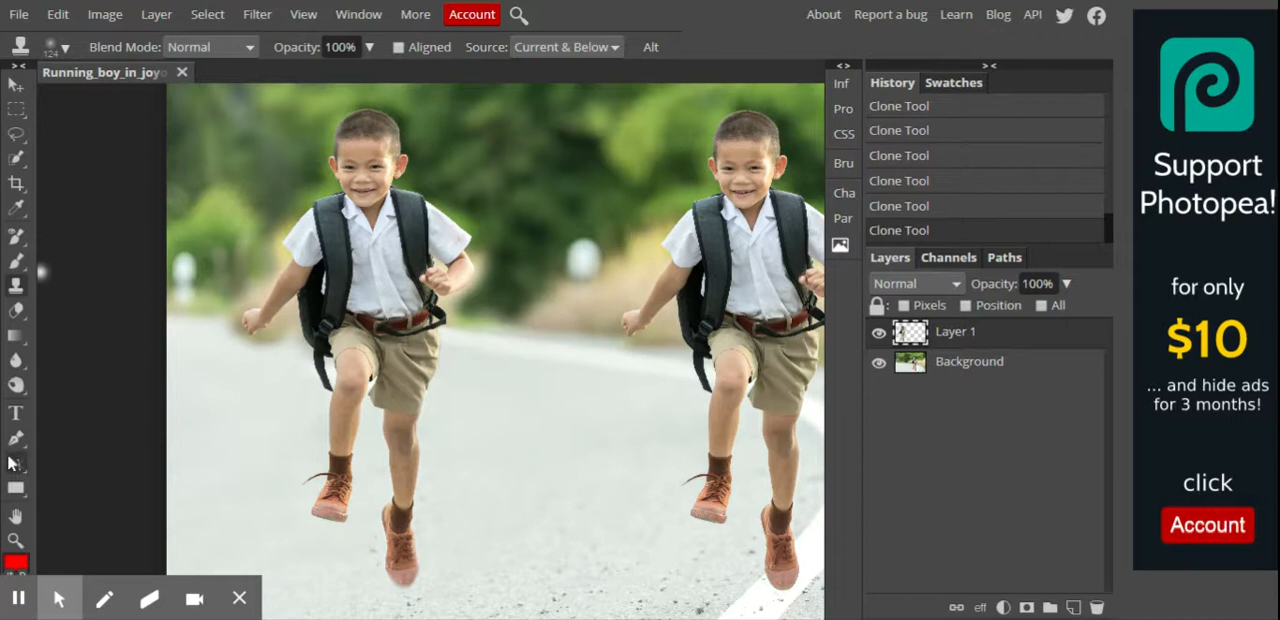 File Edit Image Layer Select Filter View Window More Account About Report a bug Learn Blog API
124 Blend Mode: Normal Opacity: 100% Aligned Source: Current & Below Alt
> < Running_boy_in_joyo < > > <
Inf History Swatches
Pro Clone Tool
CSS Clone Tool
Bru Clone Tool
Cha Clone Tool
Par Clone Tool
Clone Tool
Layers Channels Paths
Normal Opacity: 100%
: Pixels Position All
Layer 1
Background
T
eff
Support
Photopea!
for only
$10
... and hide ads
for 3 months!
click
Account